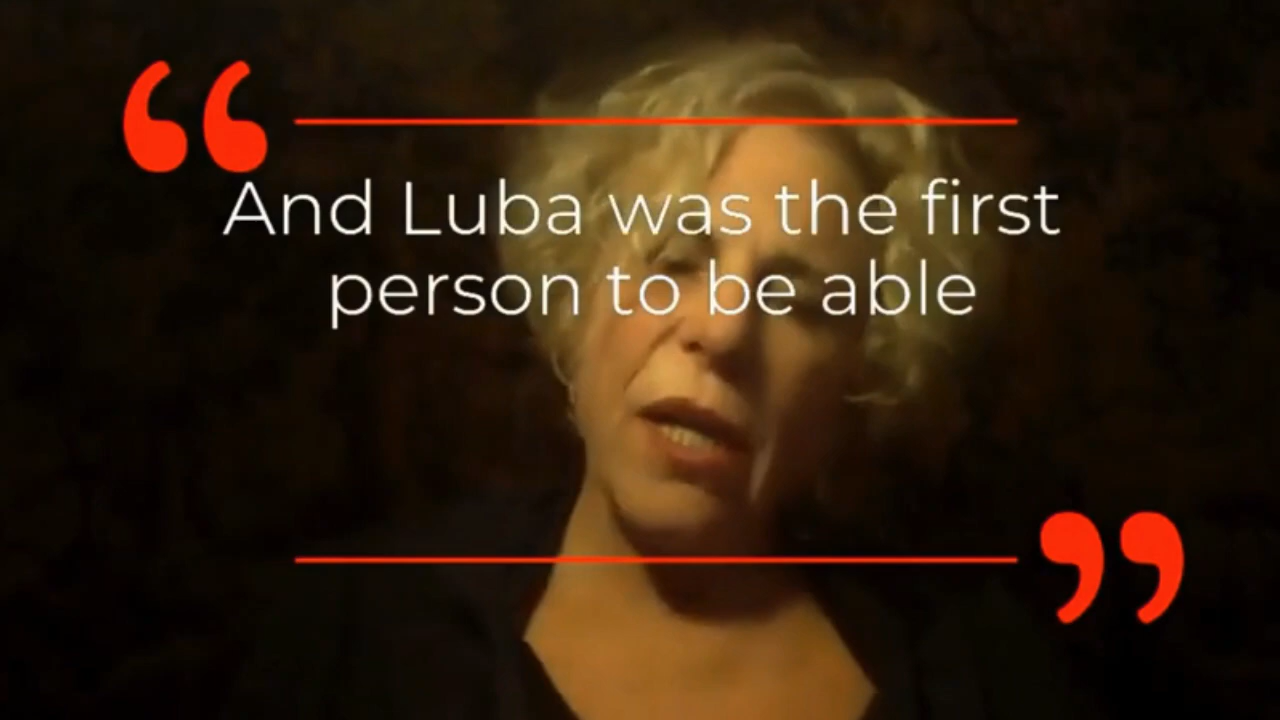 “
And Luba was the first
person to be able
”